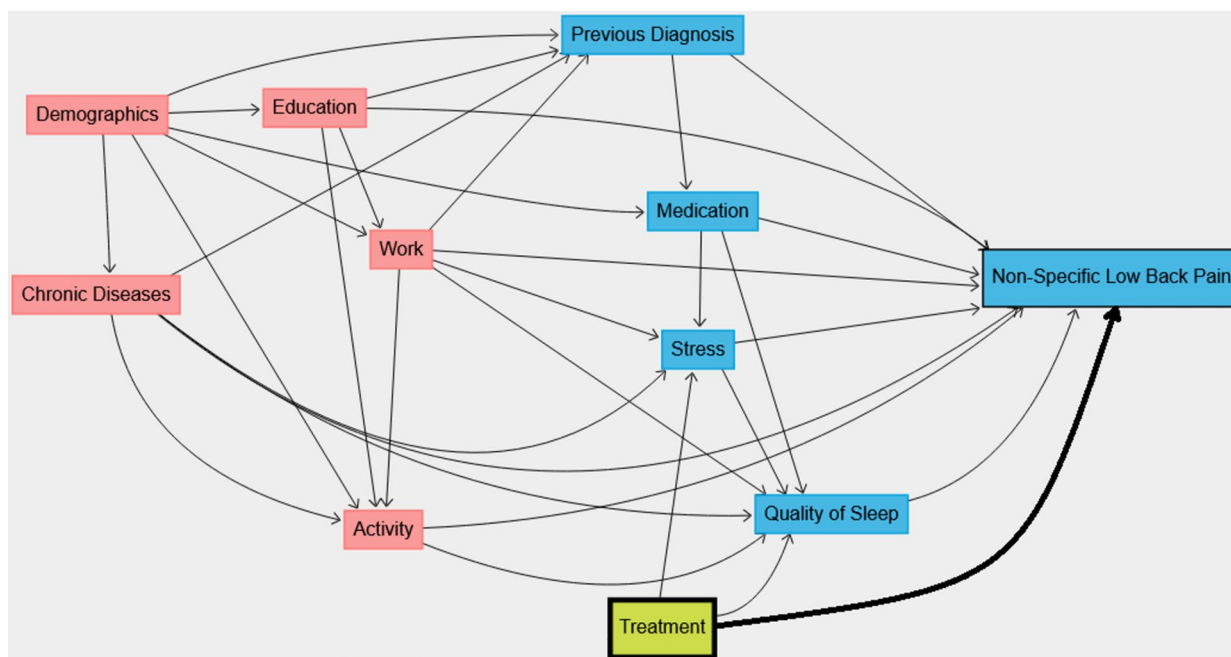 Previous Diagnosis
Education
Demographics
Medication
Work
Non-Specific Low Back Pain
Chronic Diseases
Stress
Quality of Sleep
Activity
Treatment